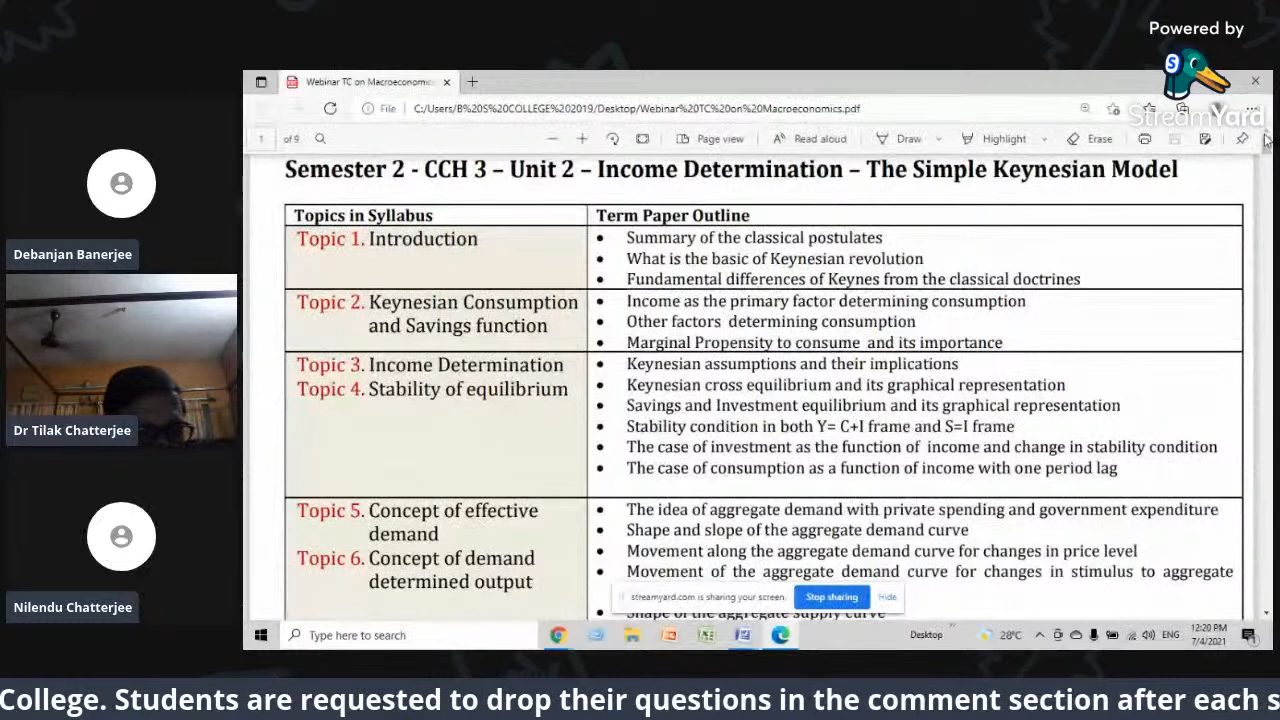 Powered by
S
StreamYard
Webinar TC on Macroeconomics
File C:/Users/B%20S%20COLLEGE%202019/Desktop/Webinar%20TC%20on%20Macroeconomics.pdf
1 of 9 Page view Read aloud Draw Highlight Erase
Semester 2 - CCH 3 – Unit 2 – Income Determination – The Simple Keynesian Model
Topics in Syllabus Term Paper Outline
Topic 1. Introduction
• Summary of the classical postulates
• What is the basic of Keynesian revolution
• Fundamental differences of Keynes from the classical doctrines
Topic 2. Keynesian Consumption
and Savings function
• Income as the primary factor determining consumption
• Other factors determining consumption
• Marginal Propensity to consume and its importance
Topic 3. Income Determination
Topic 4. Stability of equilibrium
• Keynesian assumptions and their implications
• Keynesian cross equilibrium and its graphical representation
• Savings and Investment equilibrium and its graphical representation
• Stability condition in both Y= C+I frame and S=I frame
• The case of investment as the function of income and change in stability condition
• The case of consumption as a function of income with one period lag
Topic 5. Concept of effective
demand
Topic 6. Concept of demand
determined output
• The idea of aggregate demand with private spending and government expenditure
• Shape and slope of the aggregate demand curve
• Movement along the aggregate demand curve for changes in price level
• Movement of the aggregate demand curve for changes in stimulus to aggregate
Shape of the aggregate supply curve
streamyard.com is sharing your screen. Stop sharing Hide
Type here to search Desktop 28°C ENG 12:20 PM
7/4/2021
Debanjan Banerjee
Dr Tilak Chatterjee
Nilendu Chatterjee
College. Students are requested to drop their questions in the comment section after each s